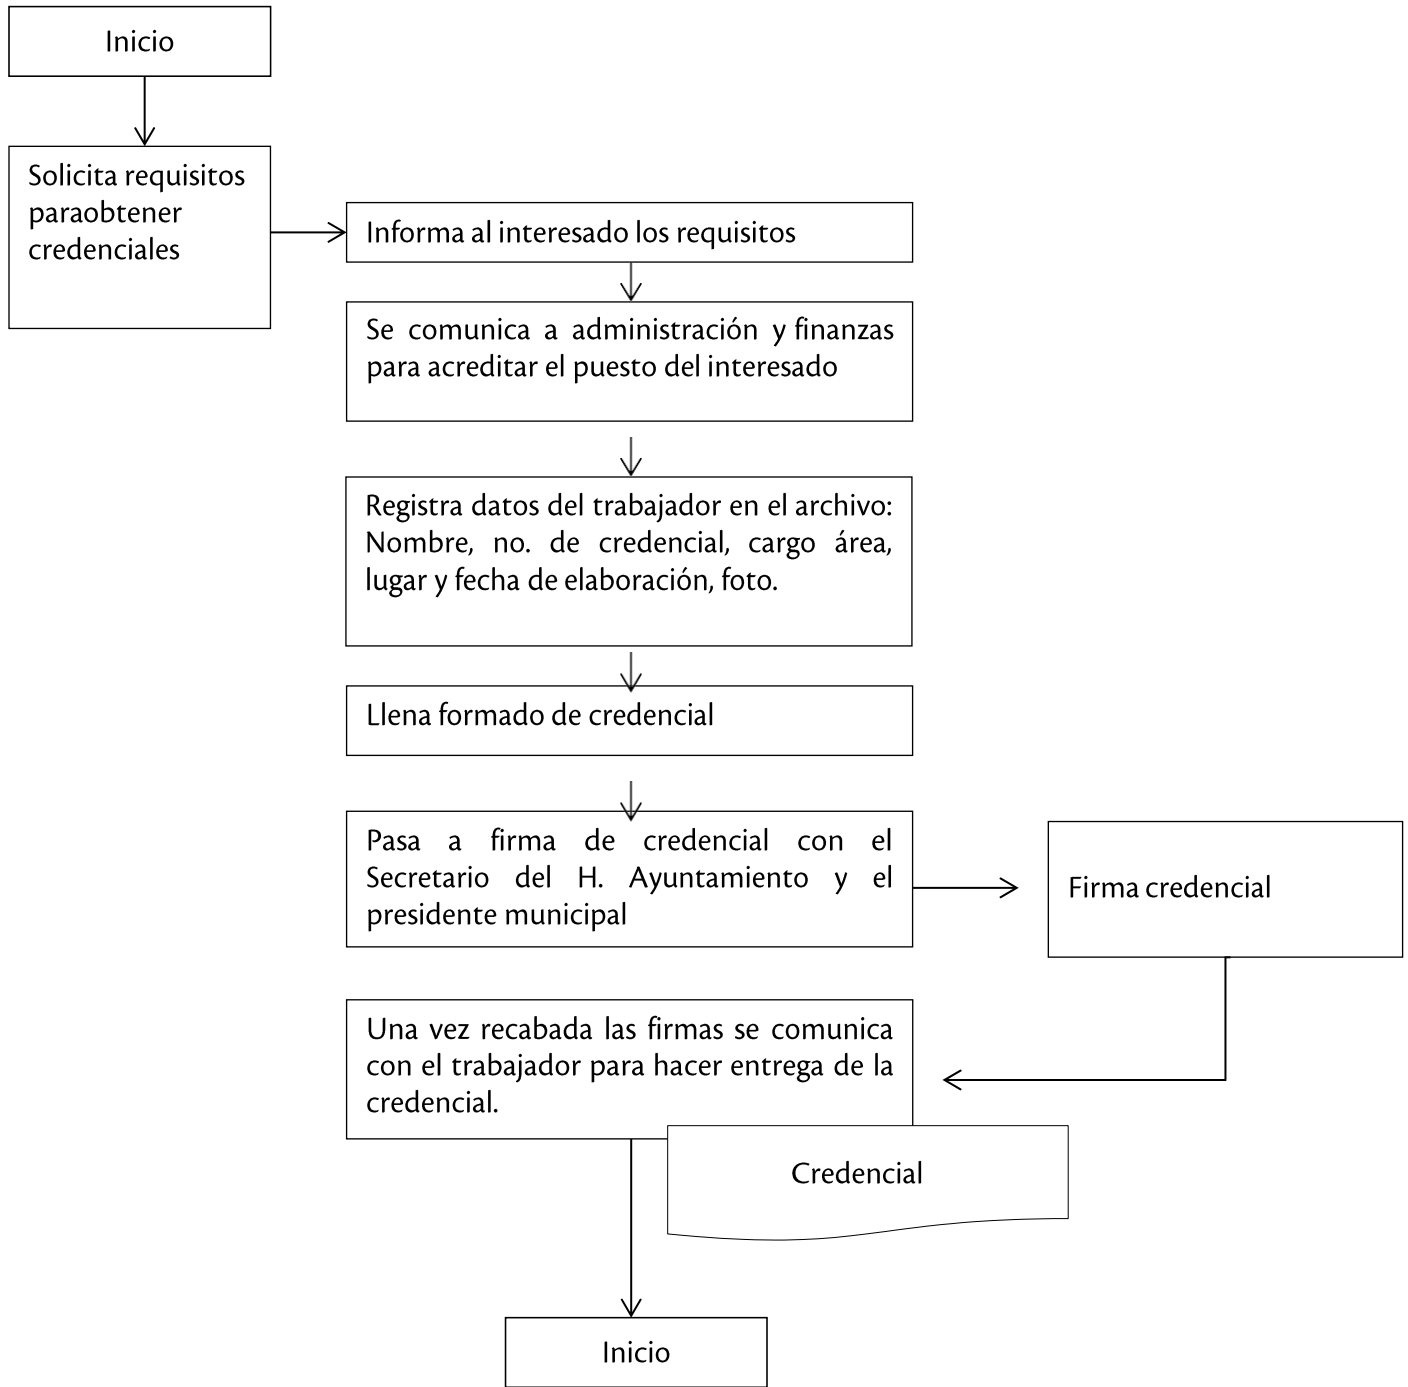 Inicio
Solicita requisitos
paraobtener
credenciales
Informa al interesado los requisitos
Se comunica a administración y finanzas
para acreditar el puesto del interesado
Registra datos del trabajador en el archivo:
Nombre, no. de credencial, cargo área,
lugar y fecha de elaboración, foto.
Llena formado de credencial
Pasa a firma de credencial con el
Secretario del H. Ayuntamiento y el
presidente municipal
Firma credencial
Una vez recabada las firmas se comunica
con el trabajador para hacer entrega de la
credencial.
Credencial
Inicio